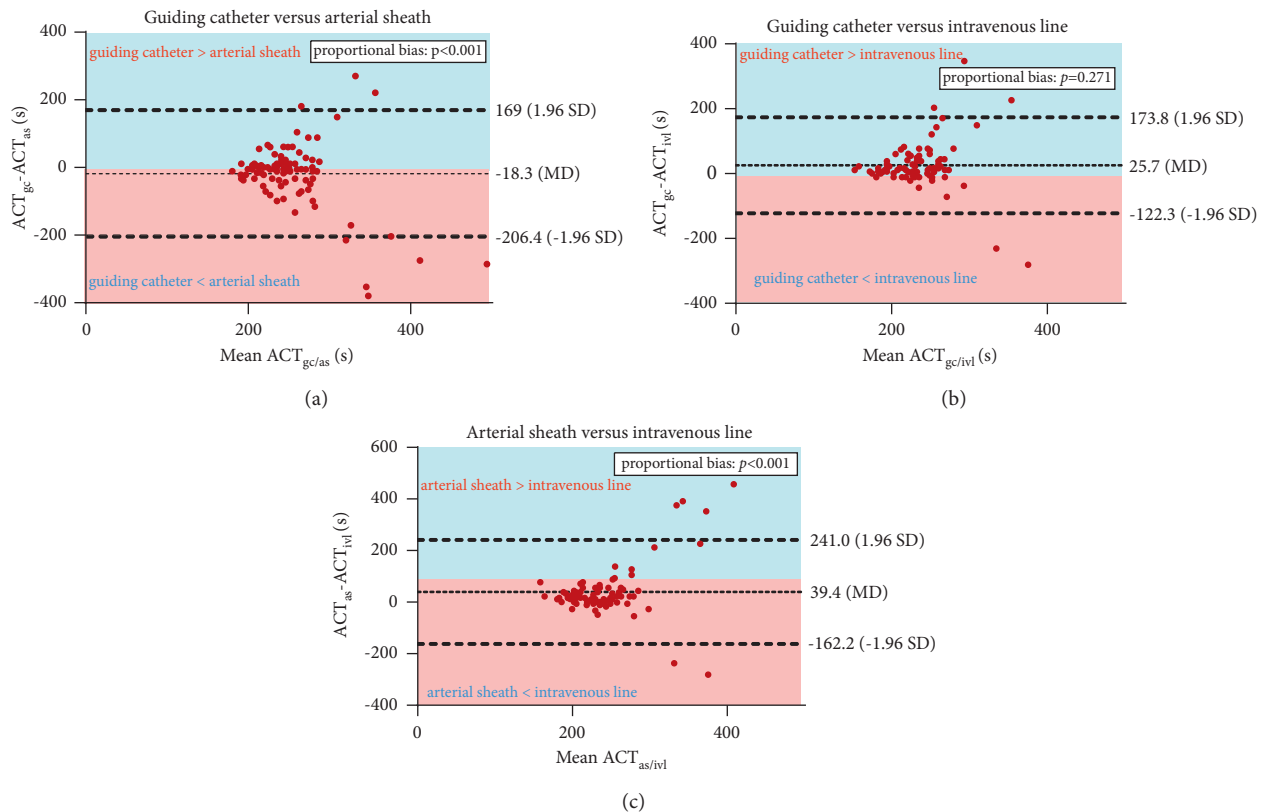 Guiding catheter versus arterial sheath
400
200
0
-200
-400
ACTgc-ACTas (s)
guiding catheter > arterial sheath
proportional bias: p<0.001
169 (1.96 SD)
-18.3 (MD)
-206.4 (-1.96 SD)
guiding catheter < arterial sheath
0
200
400
Mean ACTgc/as (s)
(a)
Guiding catheter versus intravenous line
400
200
0
-200
-400
ACTgc-ACTivl (s)
guiding catheter > intravenous line
proportional bias: p=0.271
173.8 (1.96 SD)
25.7 (MD)
-122.3 (-1.96 SD)
guiding catheter < intravenous line
0
200
400
Mean ACTgc/ivl (s)
(b)
Arterial sheath versus intravenous line
600
400
200
0
-200
-400
ACTas-ACTivl (s)
proportional bias: p<0.001
arterial sheath > intravenous line
241.0 (1.96 SD)
39.4 (MD)
-162.2 (-1.96 SD)
arterial sheath < intravenous line
0
200
400
Mean ACTas/ivl
(c)